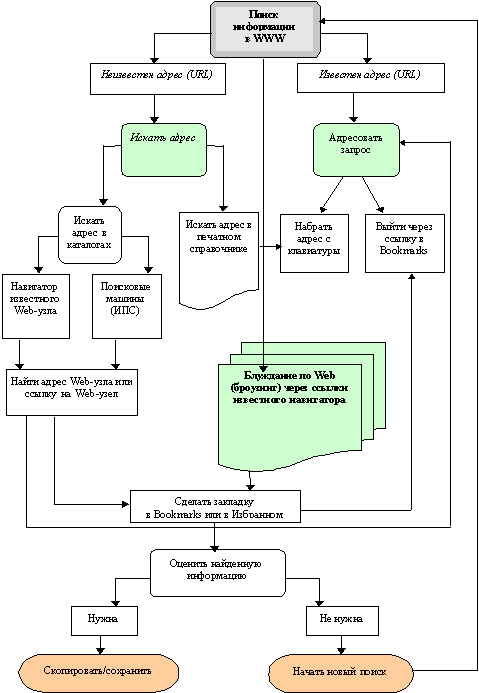 Поиск
информации
в WWW
Неизвестен адрес (URL)
Известен адрес (URL)
Искать адрес
Адресовать
запрос
Искать
адрес в
каталогах
Искать адрес в
печатном
справочнике
Набрать
адрес с
клавиатуры
Выйти через
ссылку в
Bookmarks
Навигатор
известного
Web-узла
Поисковые
машины
(ИПС)
Найти адрес Web-узла или
ссылку на Web-узел
Блуждание по Web
(броузинг) через ссылки
известного навигатора
Сделать закладку
в Bookmarks или в Избранном
Оценить найденную
информацию
Нужна
Не нужна
Скопировать/сохранить
Начать новый поиск